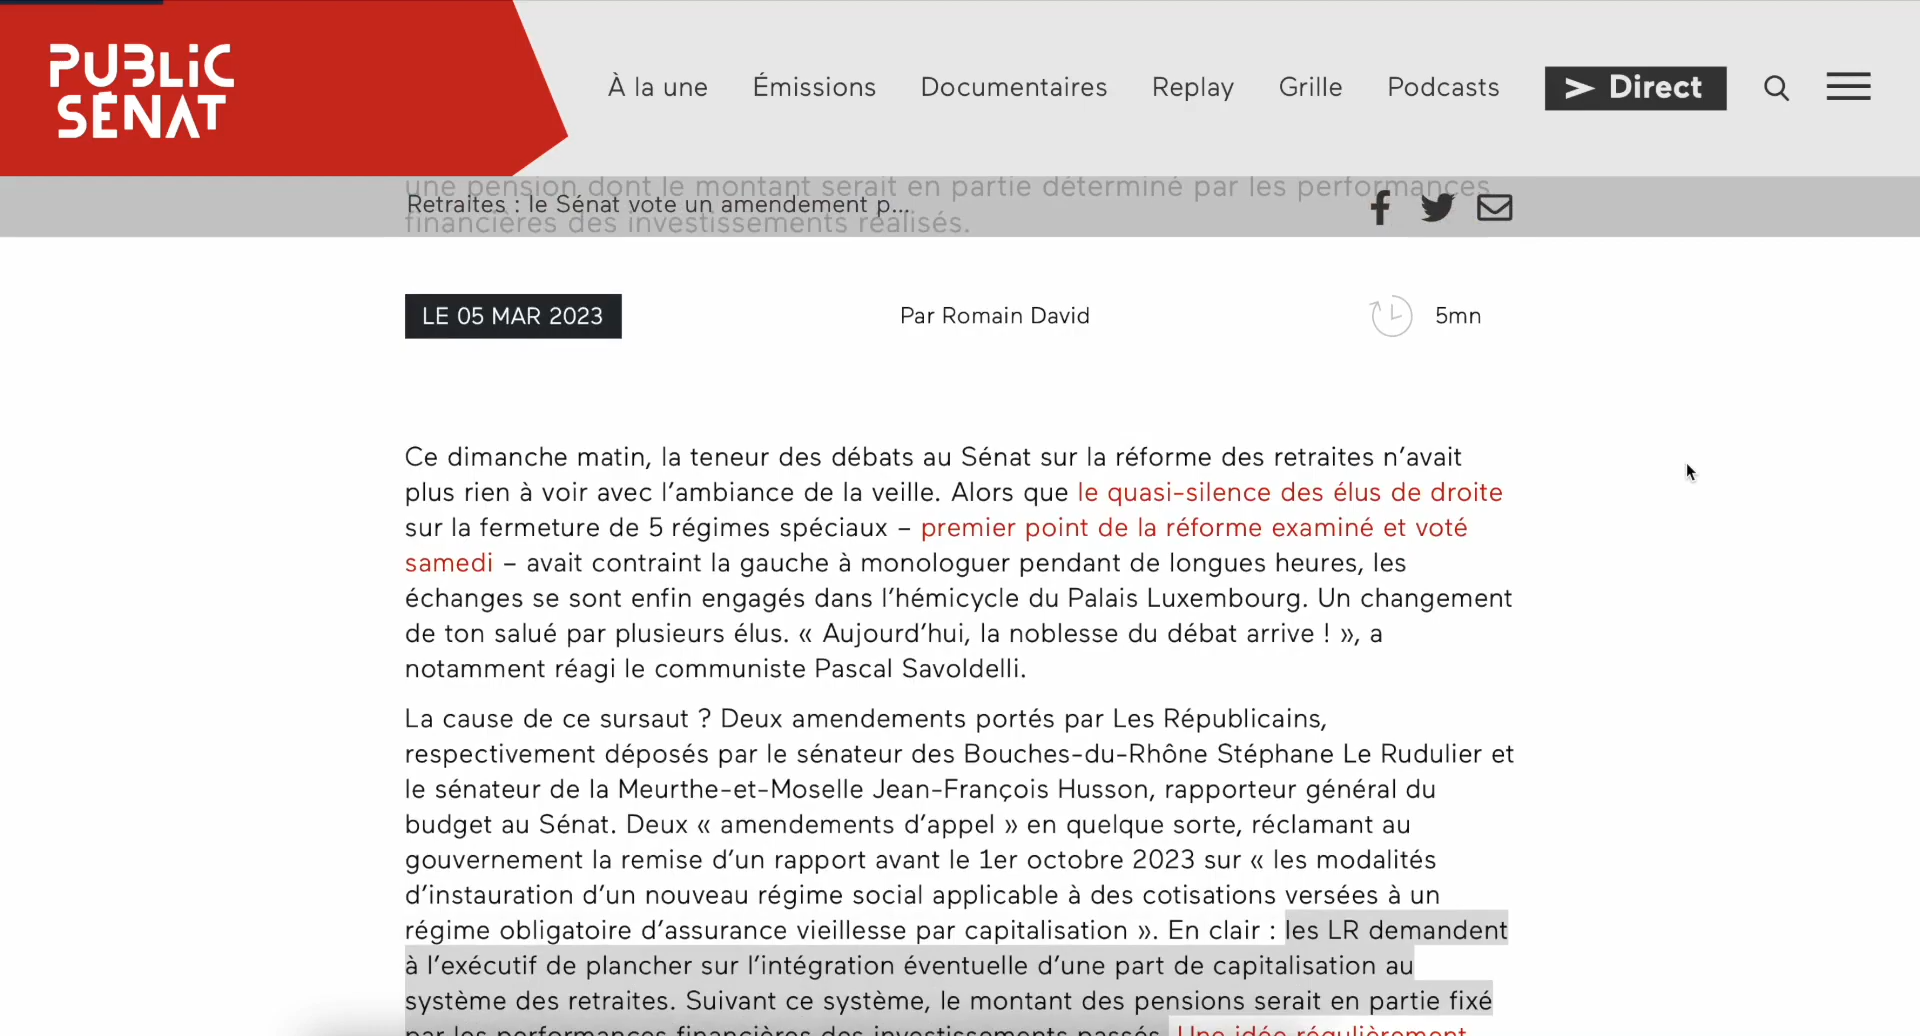 PUBLIC
SÉNAT
À la une
Émissions
Documentaires
Replay
Grille
Podcasts
Direct
une pension dont le montant serait en partie déterminé par les performances
Retraites : le Sénat vote un amendement p...
financières des investissements réalisés.
LE 05 MAR 2023
Par Romain David
5mn
Ce dimanche matin, la teneur des débats au Sénat sur la réforme des retraites n’avait
plus rien à voir avec l’ambiance de la veille. Alors que le quasi-silence des élus de droite
sur la fermeture de 5 régimes spéciaux – premier point de la réforme examiné et voté
samedi – avait contraint la gauche à monologuer pendant de longues heures, les
échanges se sont enfin engagés dans l’hémicycle du Palais Luxembourg. Un changement
de ton salué par plusieurs élus. « Aujourd’hui, la noblesse du débat arrive ! », a
notamment réagi le communiste Pascal Savoldelli.
La cause de ce sursaut ? Deux amendements portés par Les Républicains,
respectivement déposés par le sénateur des Bouches-du-Rhône Stéphane Le Rudulier et
le sénateur de la Meurthe-et-Moselle Jean-François Husson, rapporteur général du
budget au Sénat. Deux « amendements d’appel » en quelque sorte, réclamant au
gouvernement la remise d’un rapport avant le 1er octobre 2023 sur « les modalités
d’instauration d’un nouveau régime social applicable à des cotisations versées à un
régime obligatoire d’assurance vieillesse par capitalisation ». En clair : les LR demandent
à l’exécutif de plancher sur l’intégration éventuelle d’une part de capitalisation au
système des retraites. Suivant ce système, le montant des pensions serait en partie fixé
par les performances financières des investissements passés. Une idée régulièrement